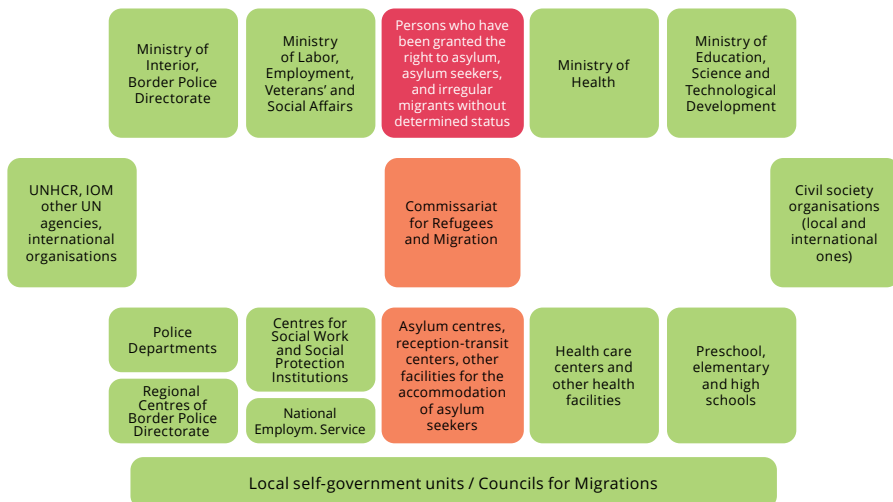 Ministry of
Interior,
Border Police
Directorate
Ministry
of Labor,
Employment,
Veterans’ and
Social Affairs
Persons who have
been granted the
right to asylum,
asylum seekers,
and irregular
migrants without
determined status
Ministry of
Health
Ministry of
Education,
Science and
Technological
Development
UNHCR, IOM
other UN
agencies,
international
organisations
Commissariat
for Refugees
and Migration
Civil society
organisations
(local and
international
ones)
Police
Departments
Regional
Centres of
Border Police
Directorate
Centres for
Social Work
and Social
Protection
Institutions
National
Employm. Service
Asylum centres,
reception-transit
centers, other
facilities for the
accommodation
of asylum
seekers
Health care
centers and
other health
facilities
Preschool,
elementary
and high
schools
Local self-government units / Councils for Migrations